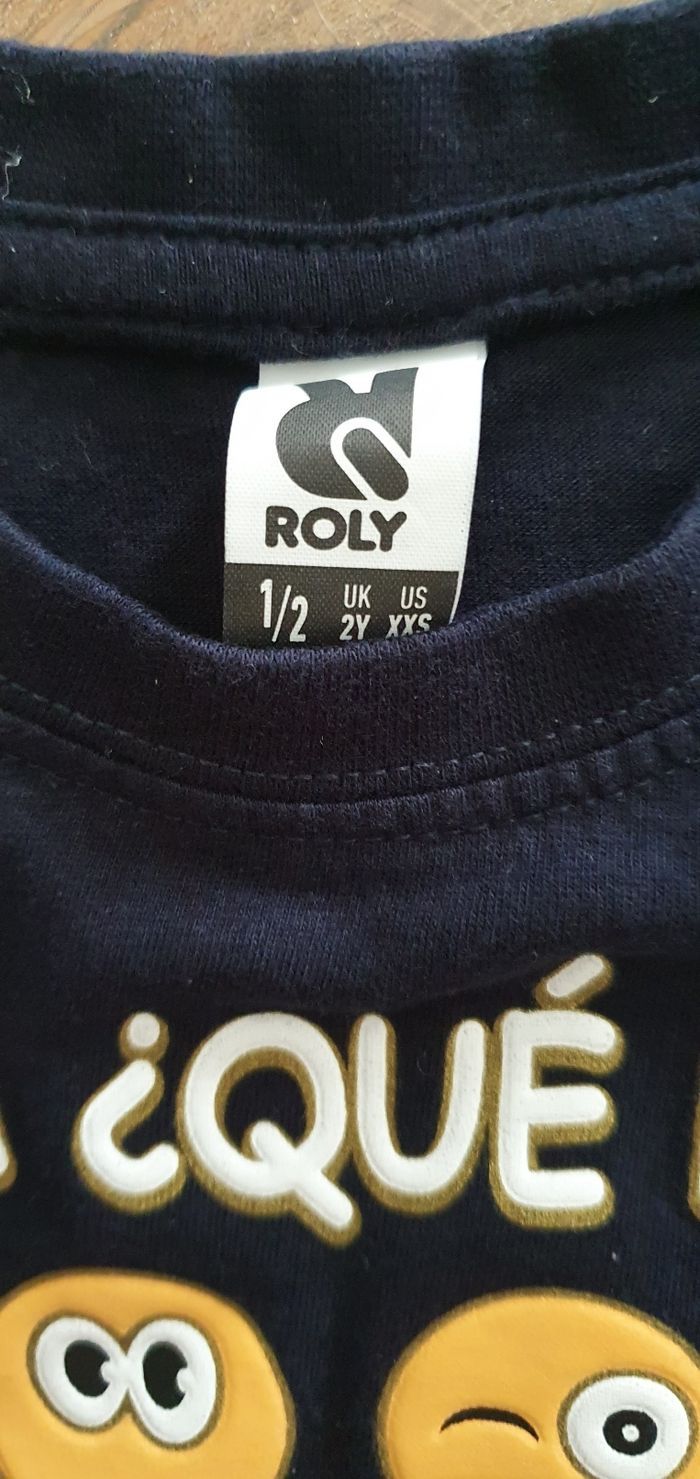 ROLY
1/2 UK US
2Y XXS
¿QUÉ